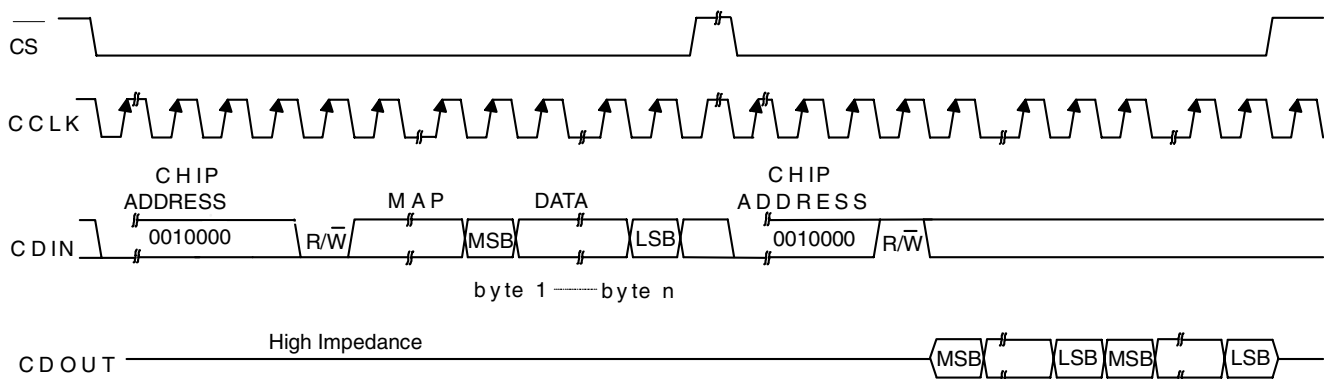 CS
CCLK
CHIP
ADDRESS
MAP
DATA
CHIP
ADDRESS
CDIN
0010000
R/W
MSB
LSB
0010000
R/W
byte 1
byte n
High Impedance
CDOUT
MSB
LSB
MSB
LSB